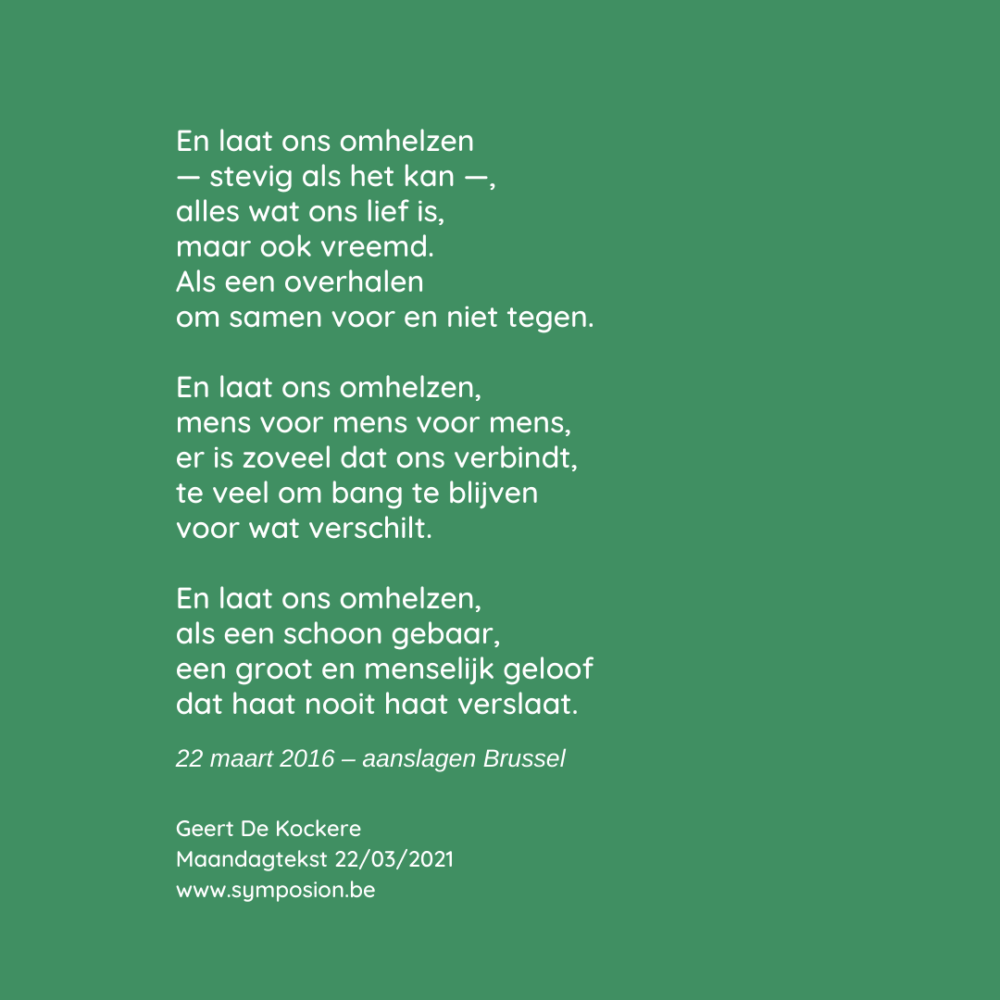 En laat ons omhelzen
— stevig als het kan —,
alles wat ons lief is,
maar ook vreemd.
Als een overhalen
om samen voor en niet tegen.
En laat ons omhelzen,
mens voor mens voor mens,
er is zoveel dat ons verbindt,
te veel om bang te blijven
voor wat verschilt.
En laat ons omhelzen,
als een schoon gebaar,
een groot en menselijk geloof
dat haat nooit haat verslaat.
22 maart 2016 – aanslagen Brussel
Geert De Kockere
Maandagtekst 22/03/2021
www.symposion.be